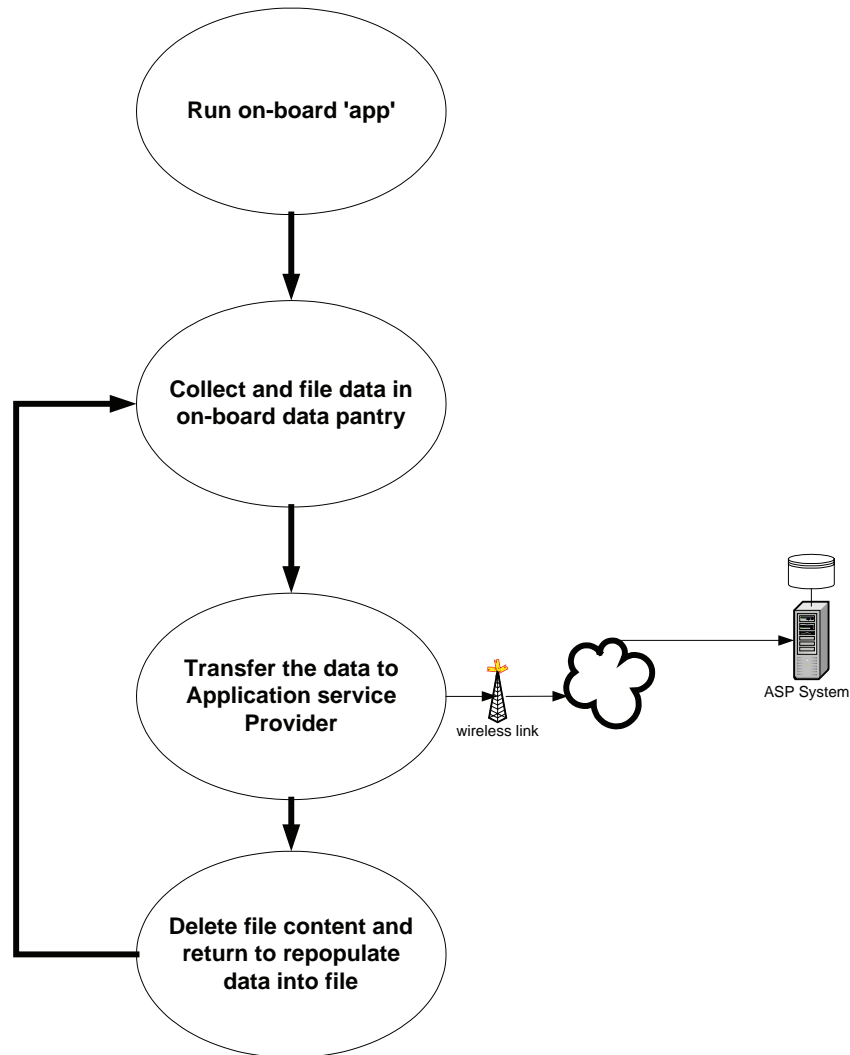 Run on-board 'app'
Collect and file data in
on-board data pantry
Transfer the data to
Application service
Provider
wireless link
ASP System
Delete file content and
return to repopulate
data into file